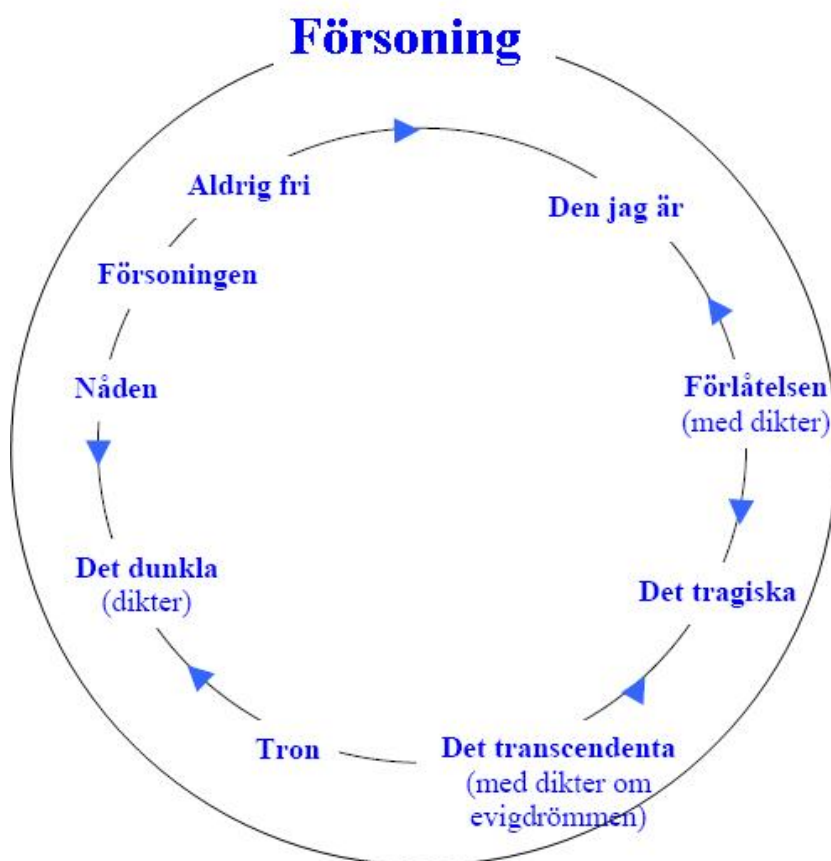 Försoning
Aldrig fri
Den jag är
Försoningen
Nåden
Förlåtelsen
(med dikter)
Det dunkla
(dikter)
Det tragiska
Tron
Det transcendenta
(med dikter om
evigdrömmen)